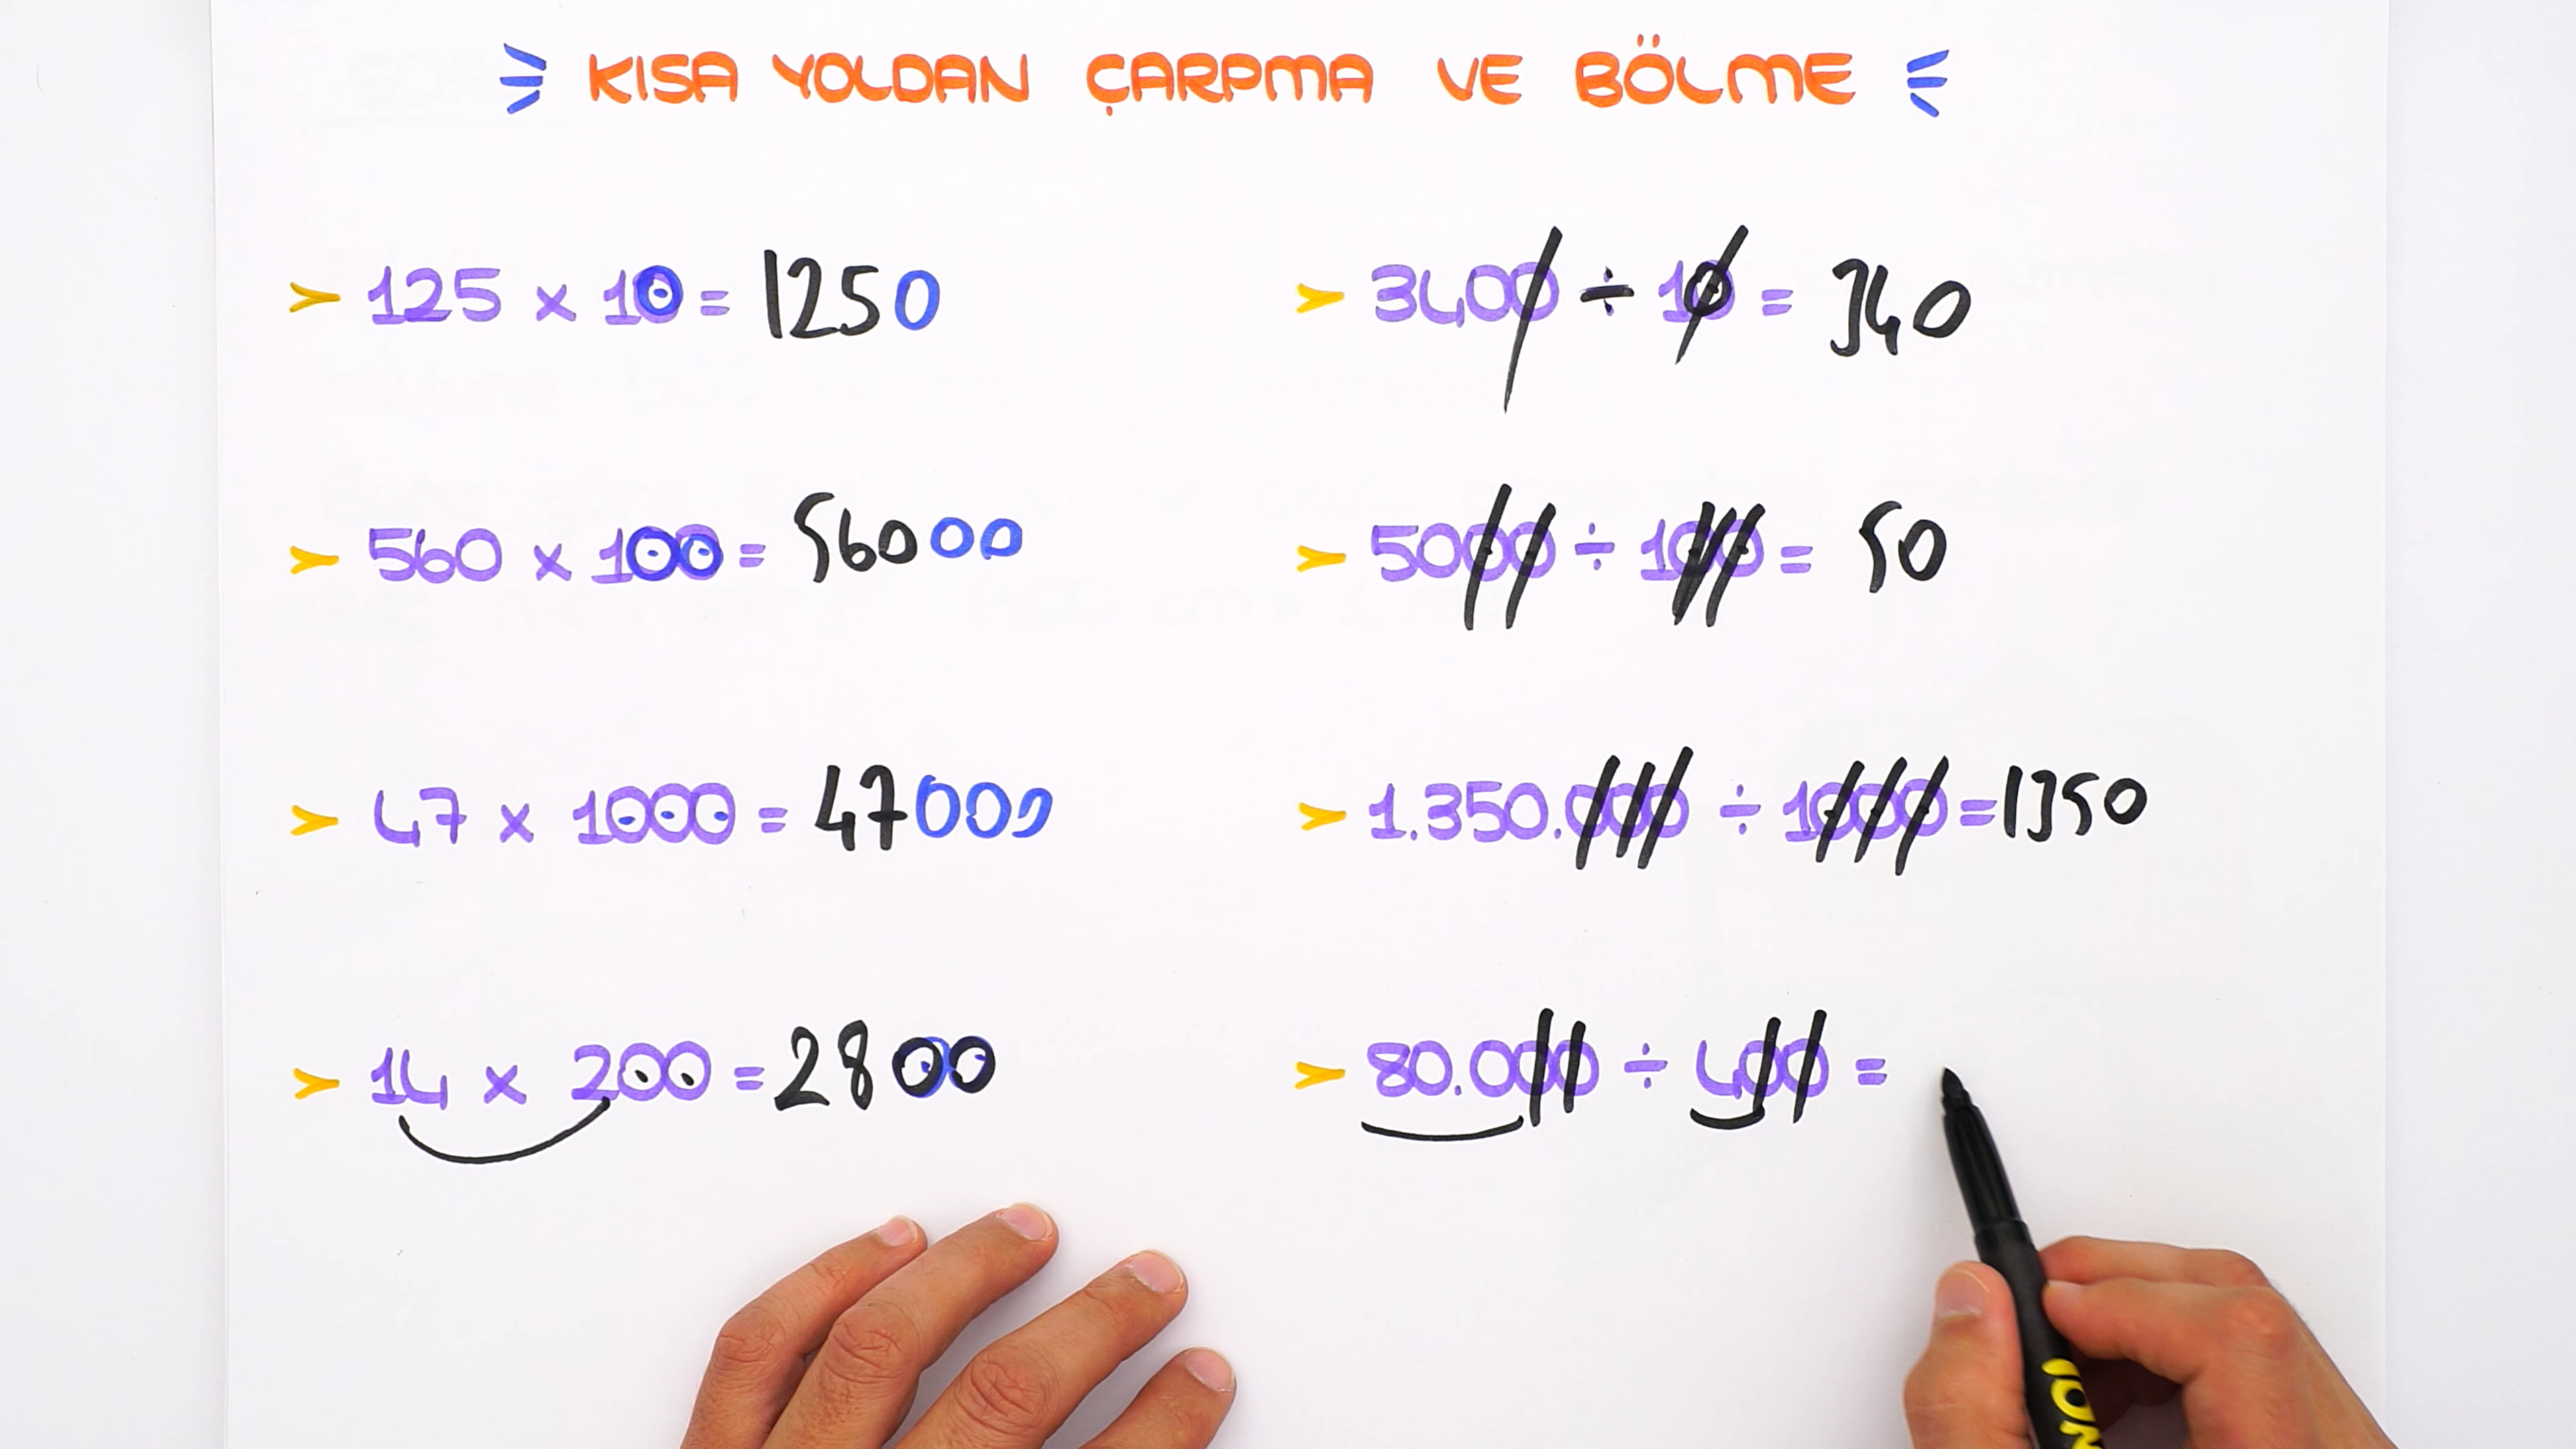 KISA YOLDAN ÇARPMA VE BÖLME
125 x 10 = 1250
560 x 100 = 56000
47 x 1000 = 47000
14 x 200 = 2800
3400 ÷ 10 = 340
5000 ÷ 100 = 50
1.350.000 ÷ 1000 = 1350
80.000 ÷ 400 =